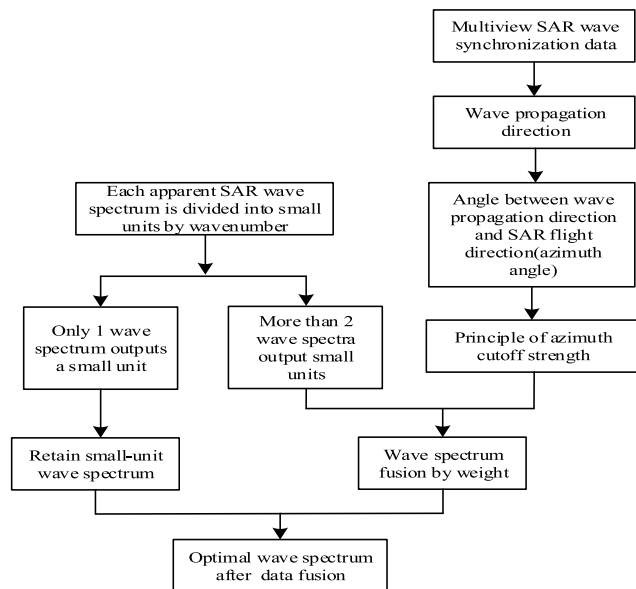 Multiview SAR wave
synchronization data
Wave propagation
direction
Each apparent SAR wave
spectrum is divided into small
units by wavenumber
Angle between wave
propagation direction
and SAR flight
direction(azimuth
angle)
Only 1 wave
spectrum outputs
a small unit
More than 2
wave spectra
output small
units
Principle of azimuth
cutoff strength
Retain small-unit
wave spectrum
Wave spectrum
fusion by weight
Optimal wave spectrum
after data fusion